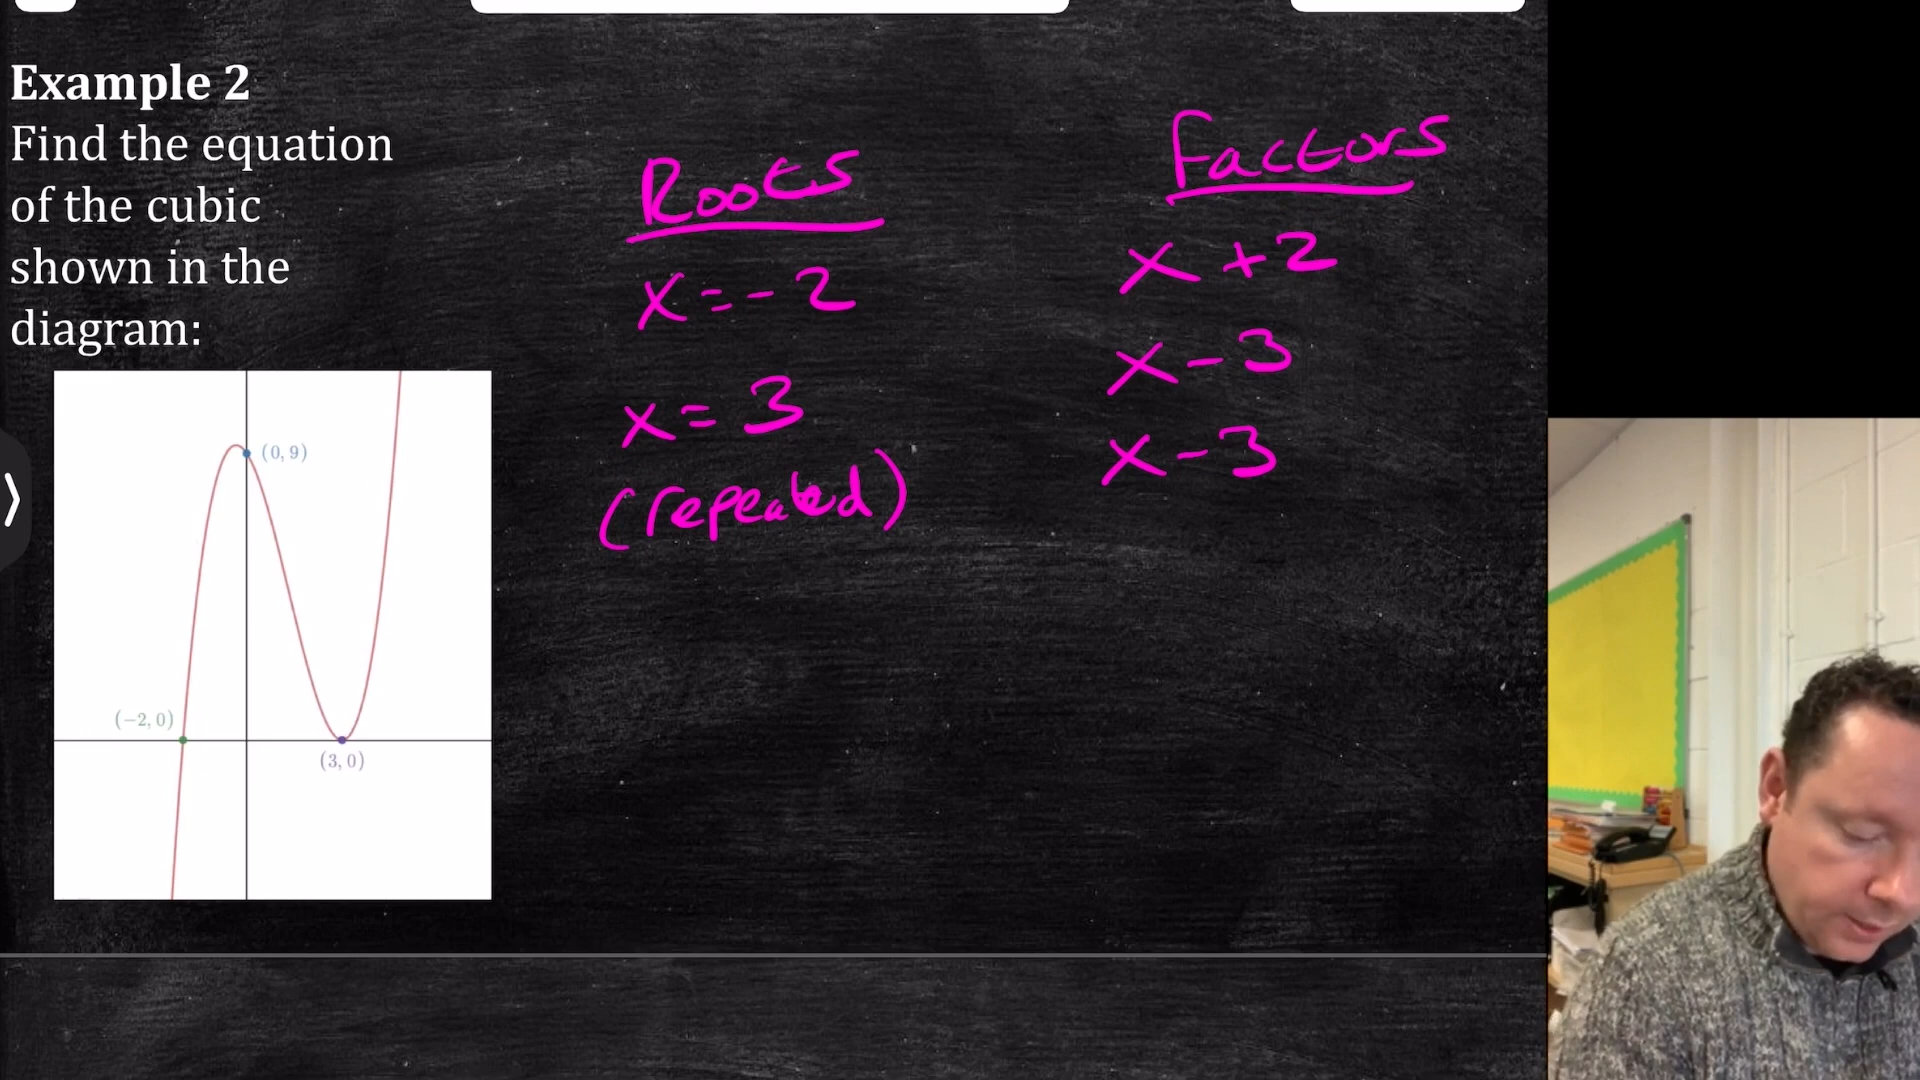 Example 2
Find the equation
of the cubic
shown in the
diagram:
(0, 9)
(−2, 0)
(3, 0)
Roots
x = -2
x = 3
(repeated)
Factors
x + 2
x - 3
x - 3